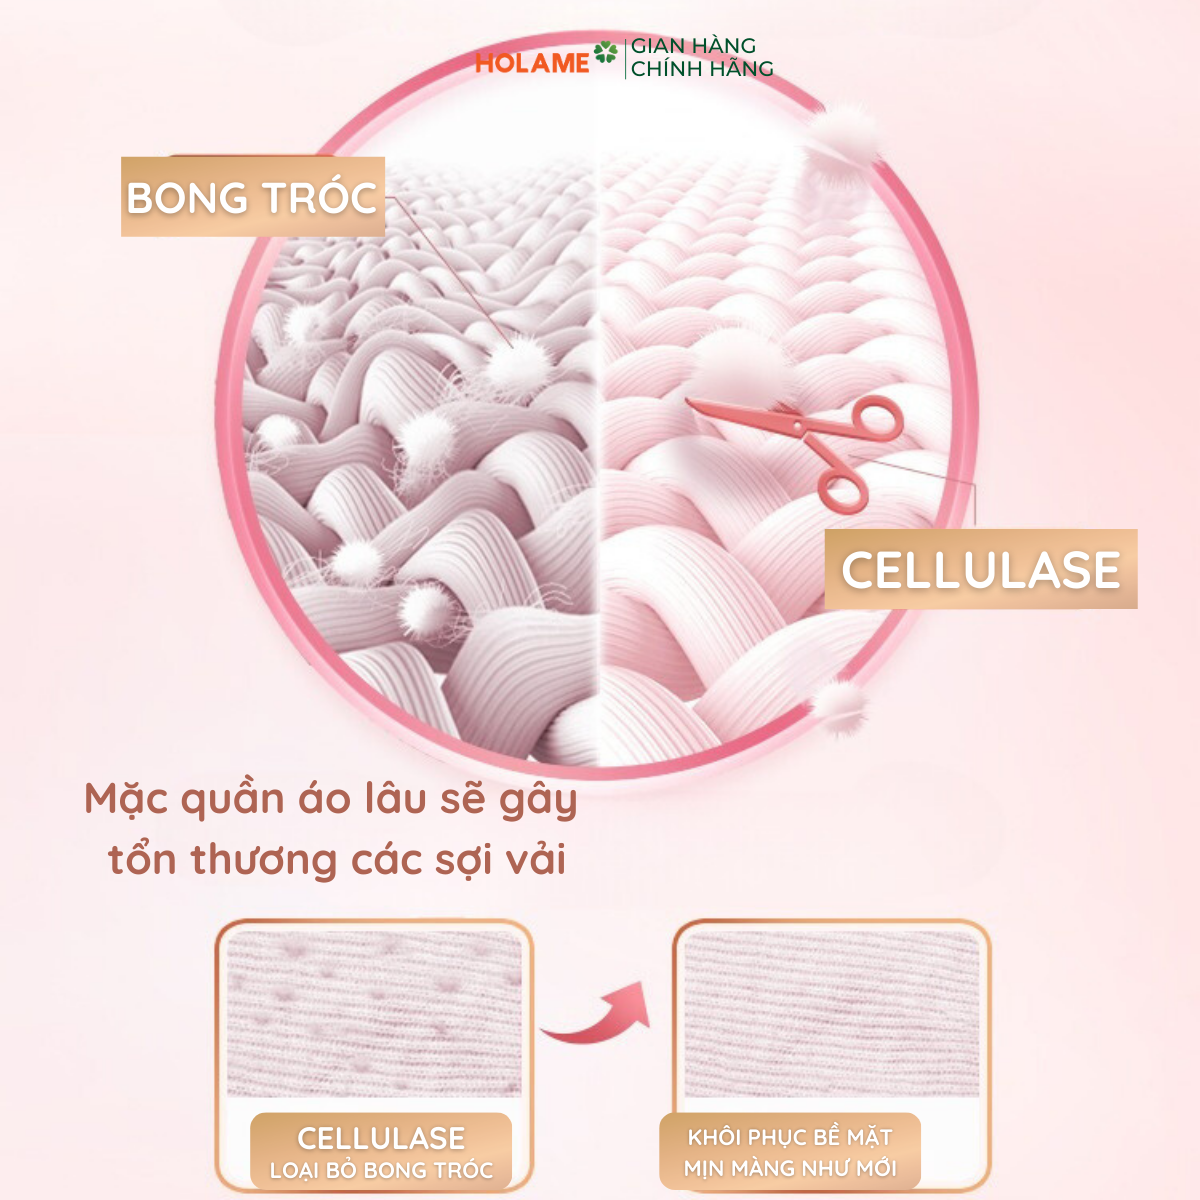 HOLAME
GIAN HÀNG
CHÍNH HÃNG
BONG TRÓC
CELLULASE
Mặc quần áo lâu sẽ gây
tổn thương các sợi vải
CELLULASE
LOẠI BỎ BONG TRÓC
KHÔI PHỤC BỀ MẶT
MỊN MÀNG NHƯ MỚI